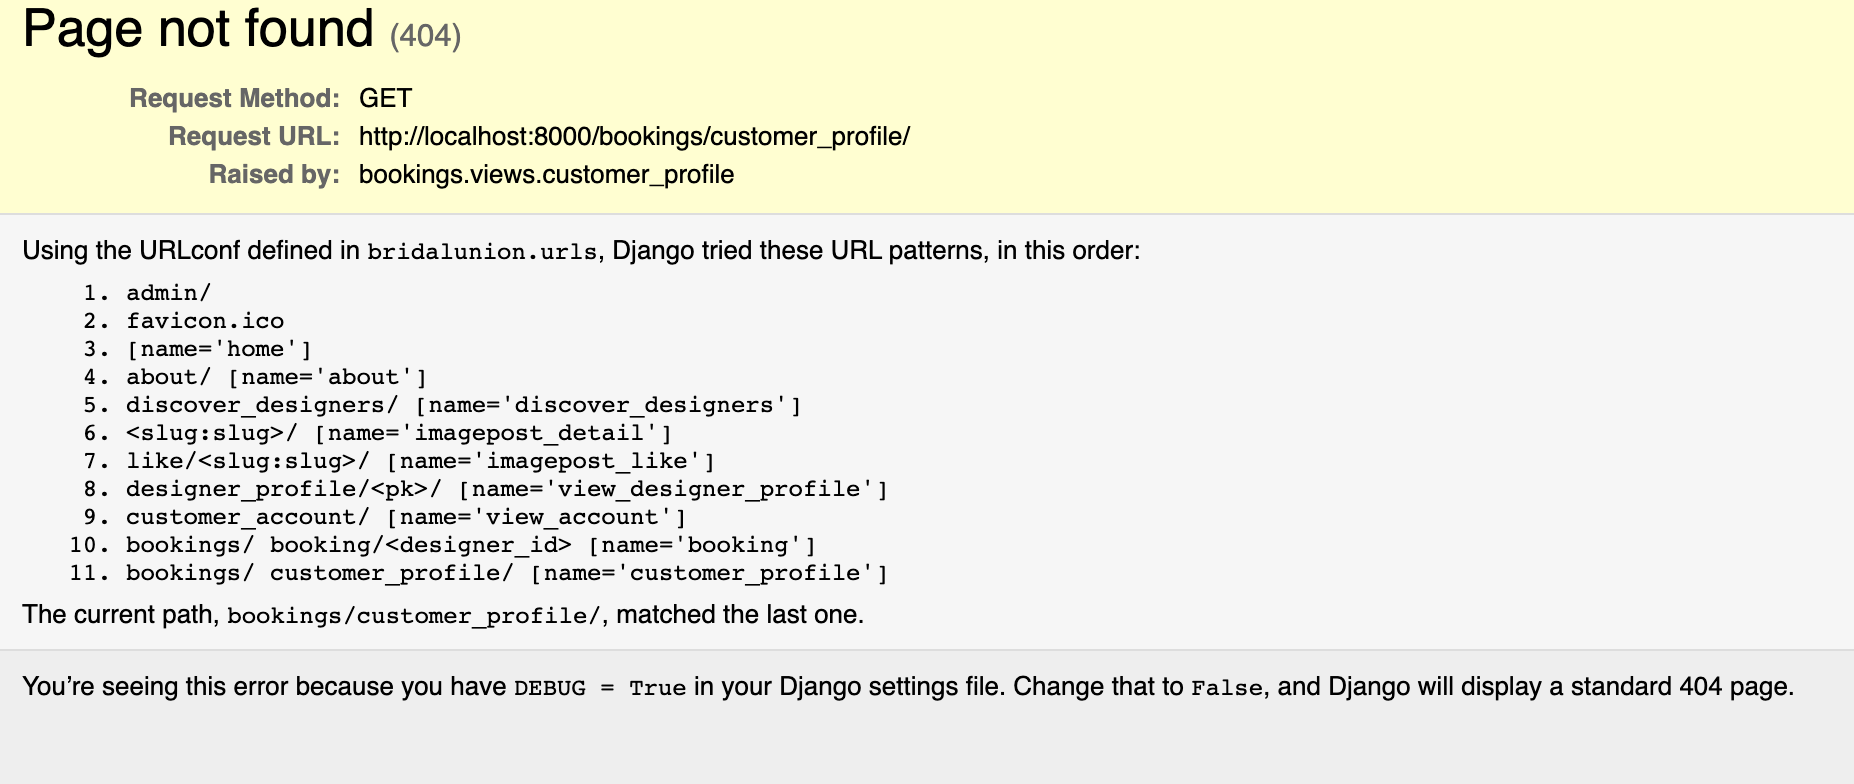 Page not found (404)
Request Method: GET
Request URL: http://localhost:8000/bookings/customer_profile/
Raised by: bookings.views.customer_profile
Using the URLconf defined in bridalunion.urls, Django tried these URL patterns, in this order:
1. admin/
2. favicon.ico
3. [name='home']
4. about/ [name='about']
5. discover_designers/ [name='discover_designers']
6. <slug:slug>/ [name='imagepost_detail']
7. like/<slug:slug>/ [name='imagepost_like']
8. designer_profile/<pk>/ [name='view_designer_profile']
9. customer_account/ [name='view_account']
10. bookings/ booking/<designer_id> [name='booking']
11. bookings/ customer_profile/ [name='customer_profile']
The current path, bookings/customer_profile/, matched the last one.
You’re seeing this error because you have DEBUG = True in your Django settings file. Change that to False, and Django will display a standard 404 page.